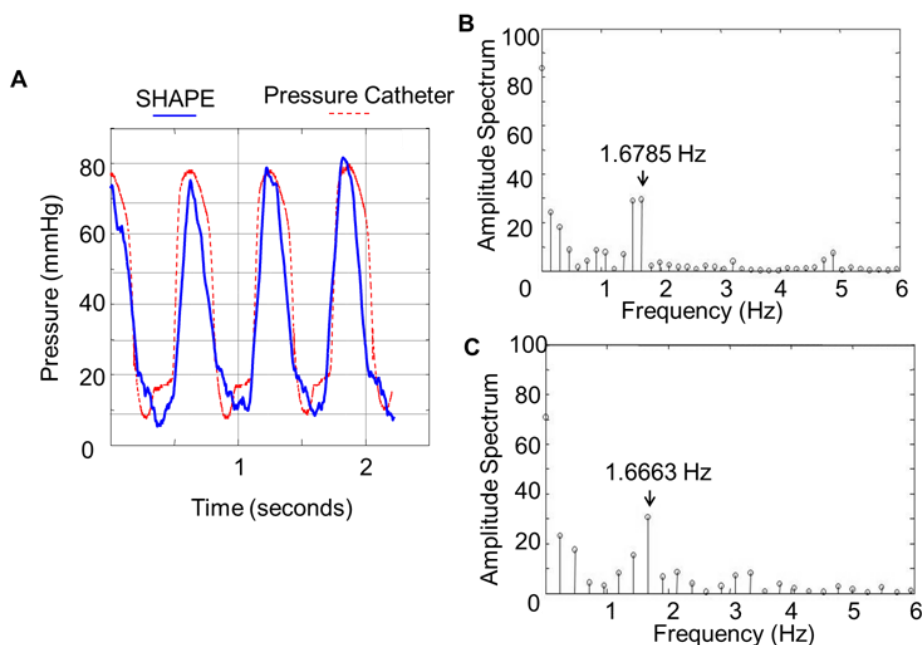 A
SHAPE
Pressure Catheter
Pressure (mmHg)
80
60
40
20
0
1
2
Time (seconds)
B
Amplitude Spectrum
100
80
60
40
20
0
1.6785 Hz
1
2
3
4
5
6
Frequency (Hz)
C
Amplitude Spectrum
100
80
60
40
20
0
1.6663 Hz
1
2
3
4
5
6
Frequency (Hz)